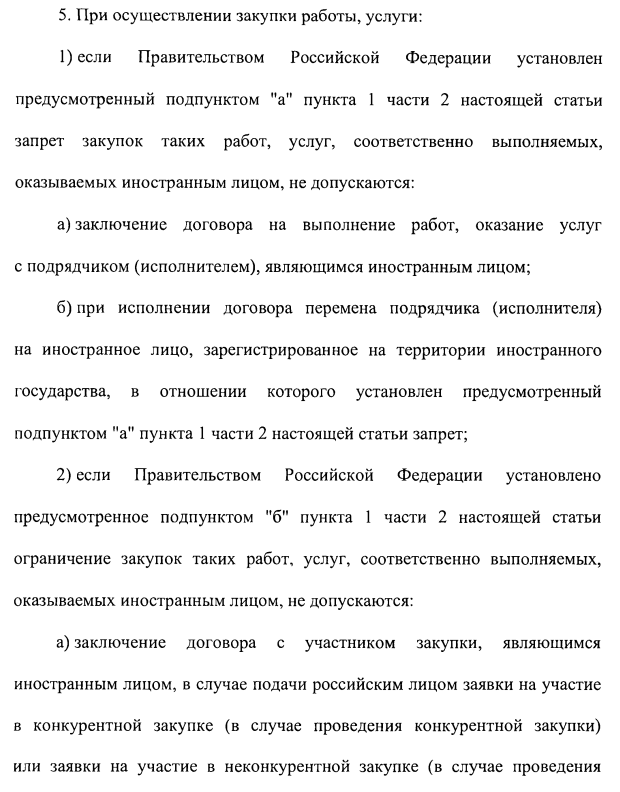 5. При осуществлении закупки работы, услуги:
1) если Правительством Российской Федерации установлен
предусмотренный подпунктом "а" пункта 1 части 2 настоящей статьи
запрет закупок таких работ, услуг, соответственно выполняемых,
оказываемых иностранным лицом, не допускаются:
а) заключение договора на выполнение работ, оказание услуг
с подрядчиком (исполнителем), являющимся иностранным лицом;
б) при исполнении договора перемена подрядчика (исполнителя)
на иностранное лицо, зарегистрированное на территории иностранного
государства, в отношении которого установлен предусмотренный
подпунктом "а" пункта 1 части 2 настоящей статьи запрет;
2) если Правительством Российской Федерации установлено
предусмотренное подпунктом "б" пункта 1 части 2 настоящей статьи
ограничение закупок таких работ, услуг, соответственно выполняемых,
оказываемых иностранным лицом, не допускаются:
а) заключение договора с участником закупки, являющимся
иностранным лицом, в случае подачи российским лицом заявки на участие
в конкурентной закупке (в случае проведения конкурентной закупки)
или заявки на участие в неконкурентной закупке (в случае проведения